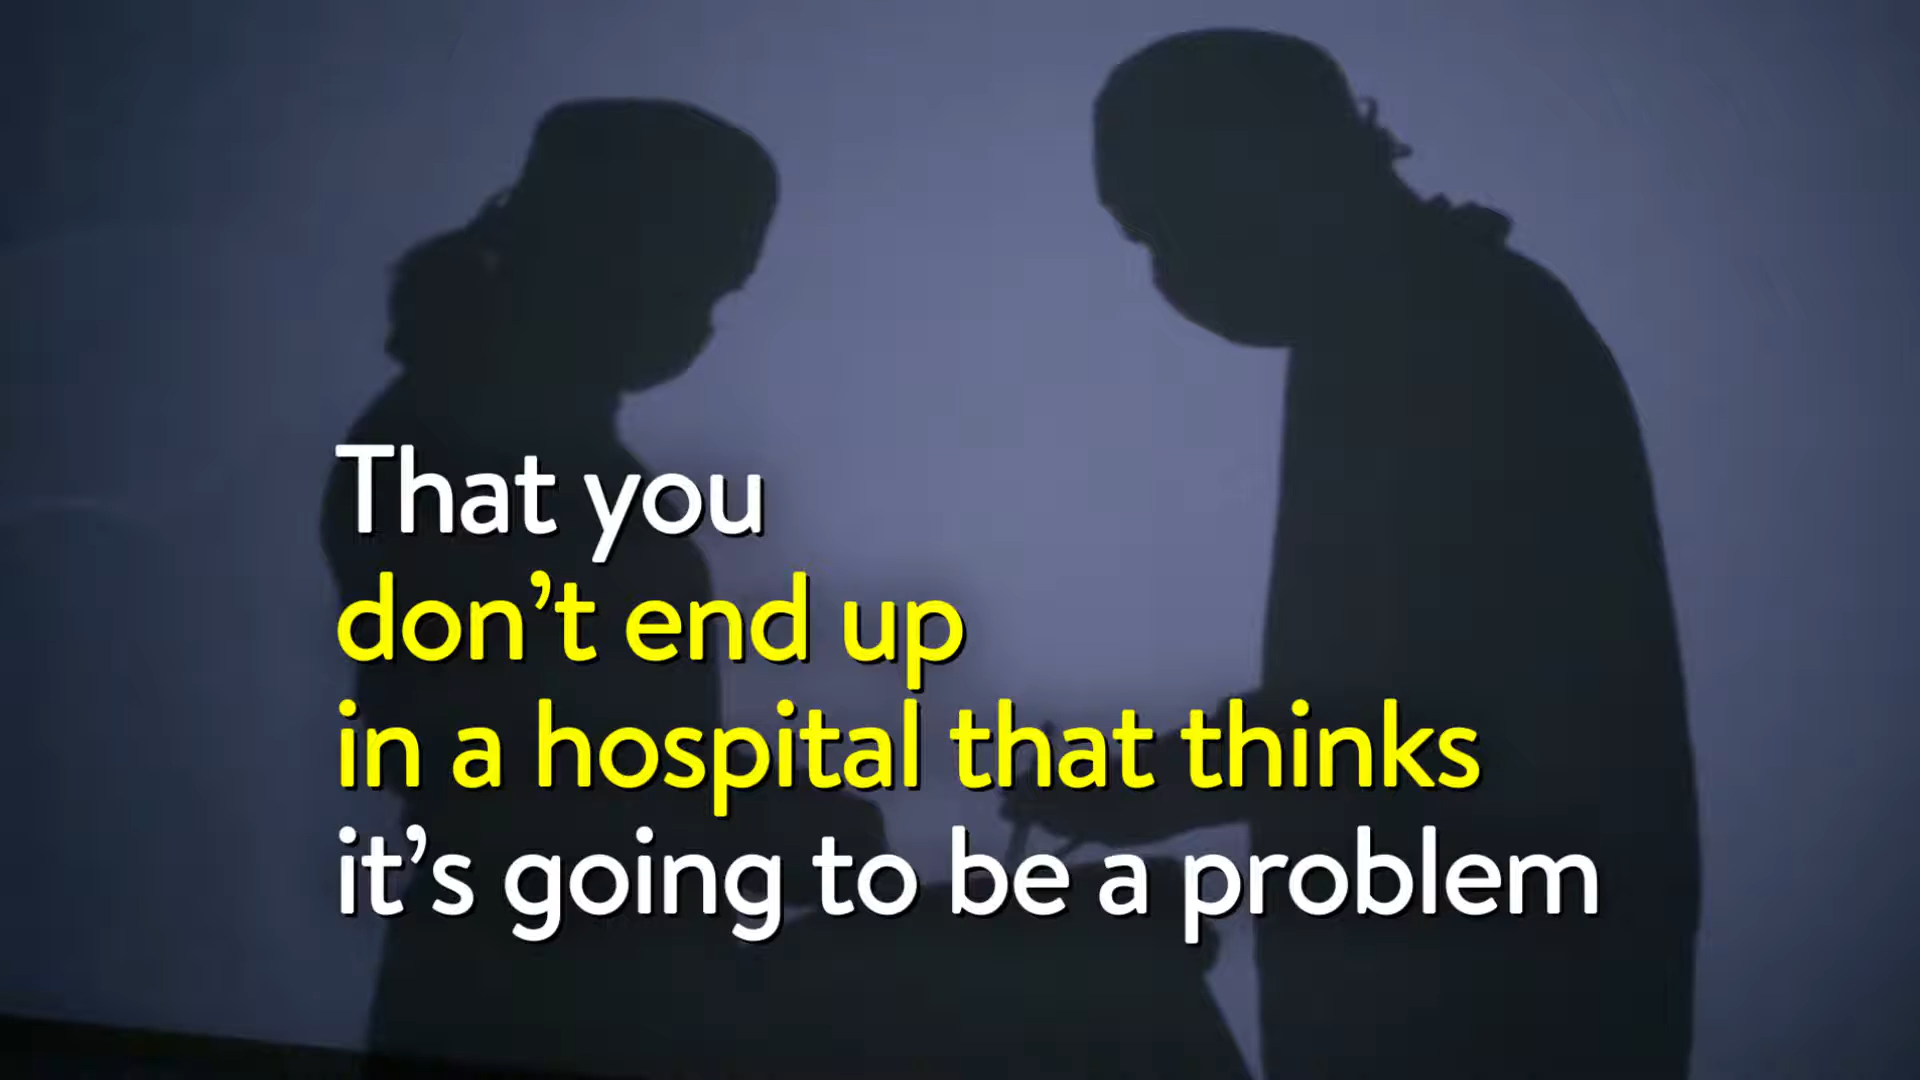 That you
don’t end up
in a hospital that thinks
it’s going to be a problem